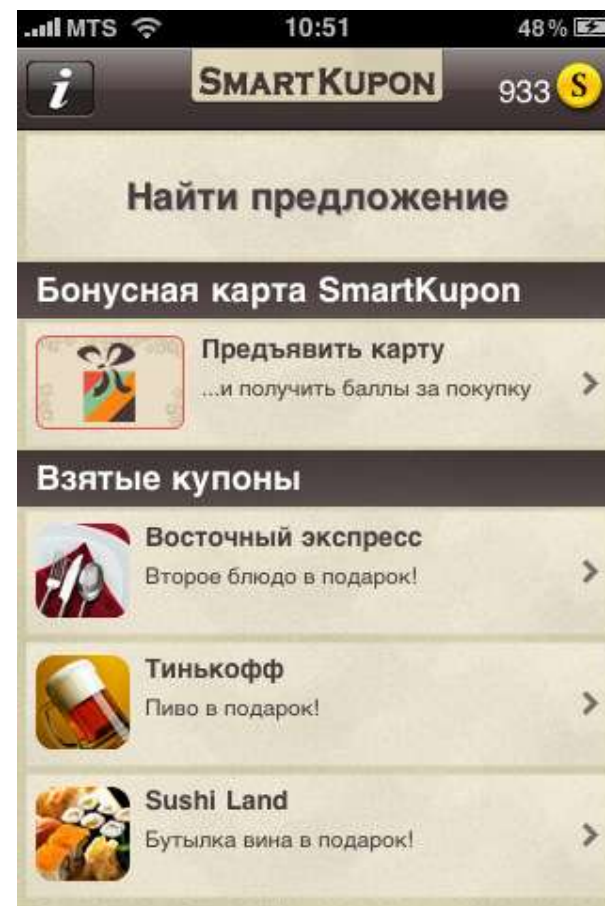 MTS 10:51 48%
i SMARTKUPON 933 S
Найти предложение
Бонусная карта SmartKupon
Предъявить карту
...и получить баллы за покупку
Взятые купоны
Восточный экспресс
Второе блюдо в подарок!
Тинькофф
Пиво в подарок!
Sushi Land
Бутылка вина в подарок!